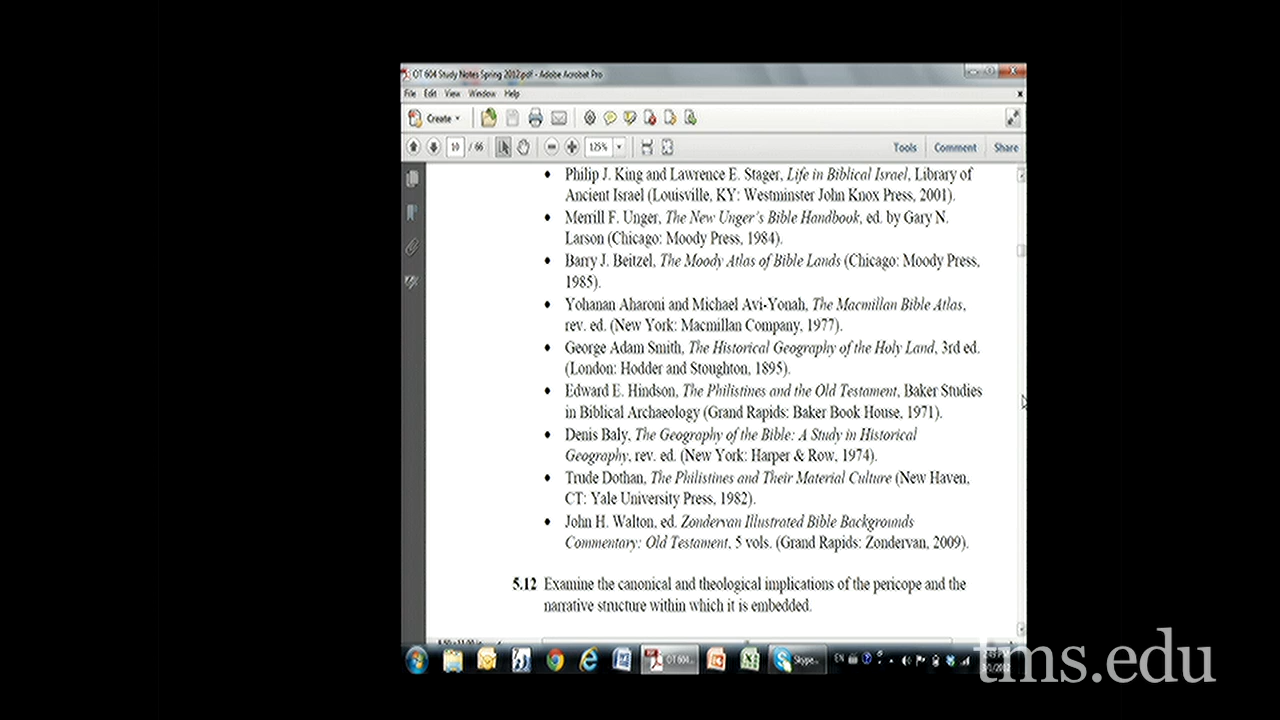 OT 604 Study Notes Spring 2012.pdf - Adobe Acrobat Pro
File Edit View Window Help
Create
10 / 66 125% Tools Comment Share
• Philip J. King and Lawrence E. Stager, Life in Biblical Israel, Library of
Ancient Israel (Louisville, KY: Westminster John Knox Press, 2001).
• Merrill F. Unger, The New Unger's Bible Handbook, ed. by Gary N.
Larson (Chicago: Moody Press, 1984).
• Barry J. Beitzel, The Moody Atlas of Bible Lands (Chicago: Moody Press,
1985).
• Yohanan Aharoni and Michael Avi-Yonah, The Macmillan Bible Atlas,
rev. ed. (New York: Macmillan Company, 1977).
• George Adam Smith, The Historical Geography of the Holy Land, 3rd ed.
(London: Hodder and Stoughton, 1895).
• Edward E. Hindson, The Philistines and the Old Testament, Baker Studies
in Biblical Archaeology (Grand Rapids: Baker Book House, 1971).
• Denis Baly, The Geography of the Bible: A Study in Historical
Geography, rev. ed. (New York: Harper & Row, 1974).
• Trude Dothan, The Philistines and Their Material Culture (New Haven,
CT: Yale University Press, 1982).
• John H. Walton, ed. Zondervan Illustrated Bible Backgrounds
Commentary: Old Testament, 5 vols. (Grand Rapids: Zondervan, 2009).
5.12 Examine the canonical and theological implications of the pericope and the
narrative structure within which it is embedded.
OT 604... Skype... EN
tms.edu